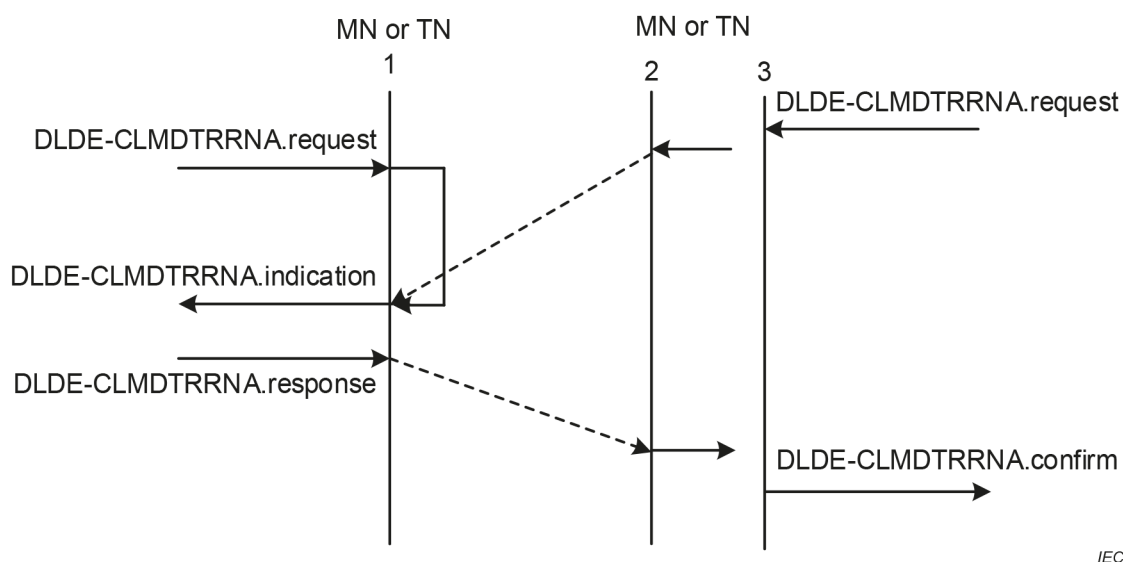 MN or TN
1
MN or TN
2
3
DLDE-CLMDTRRNA.request
DLDE-CLMDTRRNA.request
DLDE-CLMDTRRNA.indication
DLDE-CLMDTRRNA.response
DLDE-CLMDTRRNA.confirm
IEC